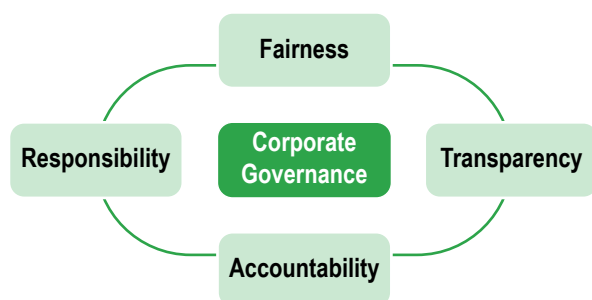 Fairness
Responsibility
Corporate
Governance
Transparency
Accountability